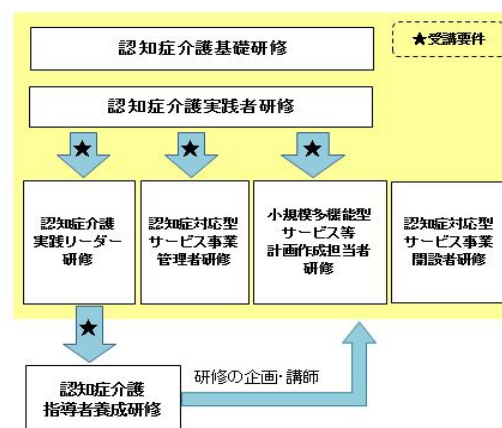 認知症介護基礎研修
★受講要件
認知症介護実践者研修
★
★
★
認知症介護
実践リーダー
研修
認知症対応型
サービス事業
管理者研修
小規模多機能型
サービス等
計画作成担当者
研修
認知症対応型
サービス事業
開設者研修
★
認知症介護
指導者養成研修
研修の企画・講師